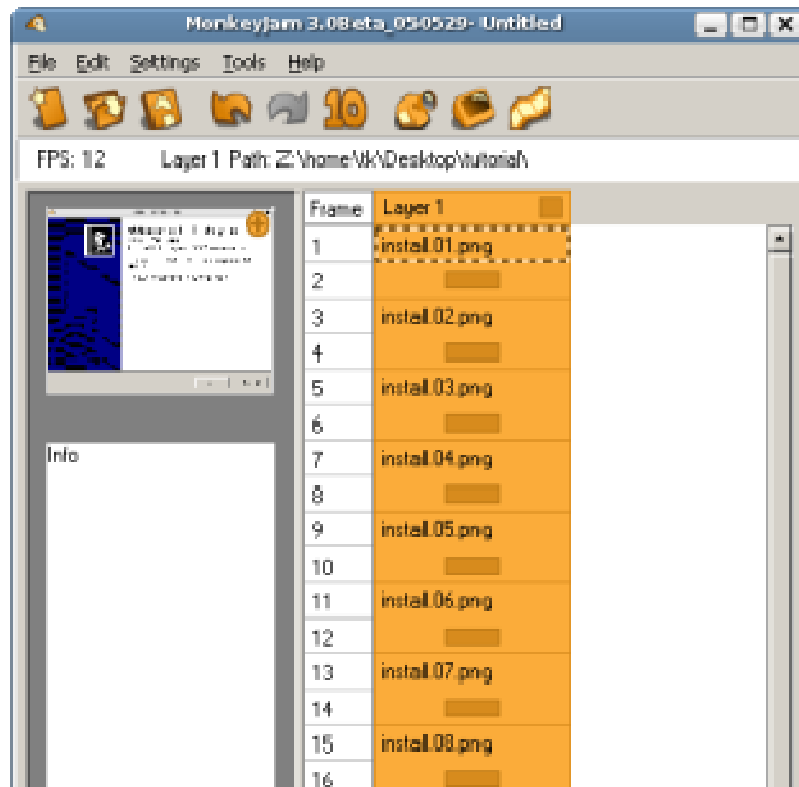 MonkeyJam 3.0Beta_050529- Untitled
File Edit Settings Tools Help
10
FPS: 12 Layer 1 Path: Z:\home\tk\Desktop\tutorial\
Frame Layer 1
1 install.01.png
2
3 install.02.png
4
5 install.03.png
6
Info
7 install.04.png
8
9 install.05.png
10
11 install.06.png
12
13 install.07.png
14
15 install.08.png
16